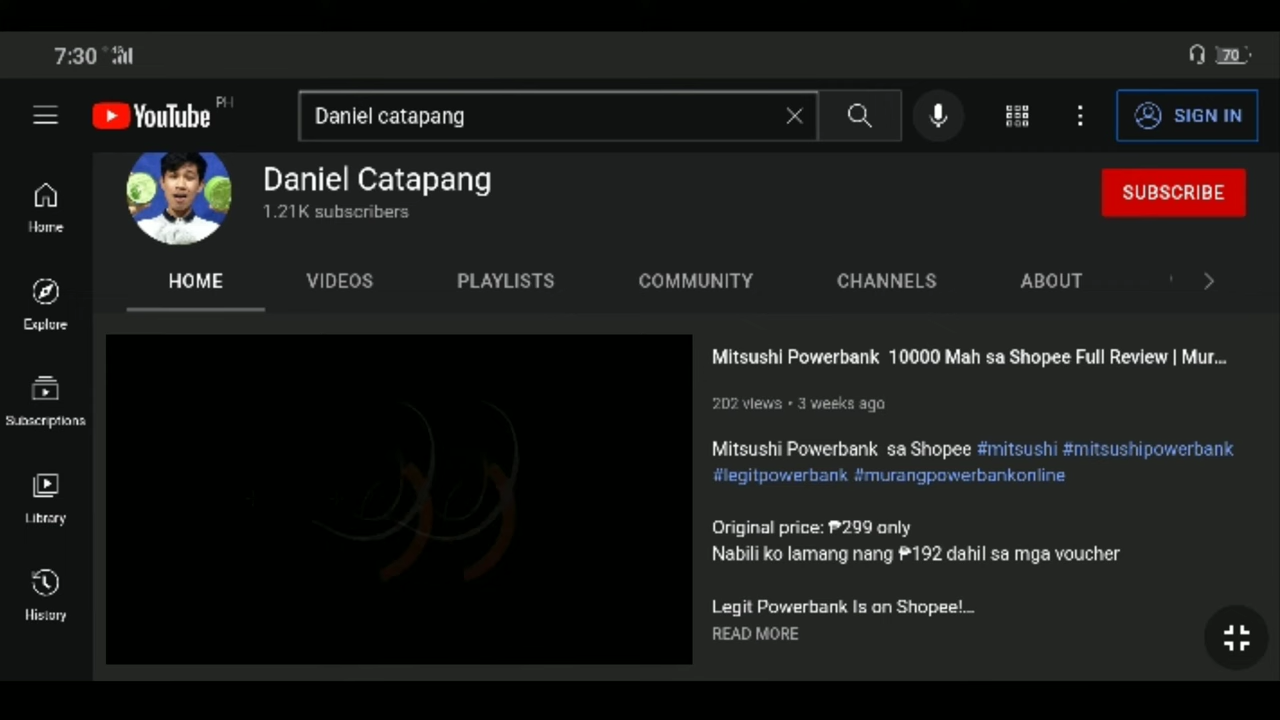 7:30
70
YouTube PH
Daniel catapang
SIGN IN
Daniel Catapang
1.21K subscribers
SUBSCRIBE
HOME VIDEOS PLAYLISTS COMMUNITY CHANNELS ABOUT
Home
Explore
Subscriptions
Library
History
Mitsushi Powerbank 10000 Mah sa Shopee Full Review | Mur...
202 views • 3 weeks ago
Mitsushi Powerbank sa Shopee #mitsushi #mitsushipowerbank
#legitpowerbank #murangpowerbankonline
Original price: ₱299 only
Nabili ko lamang nang ₱192 dahil sa mga voucher
Legit Powerbank Is on Shopee!...
READ MORE